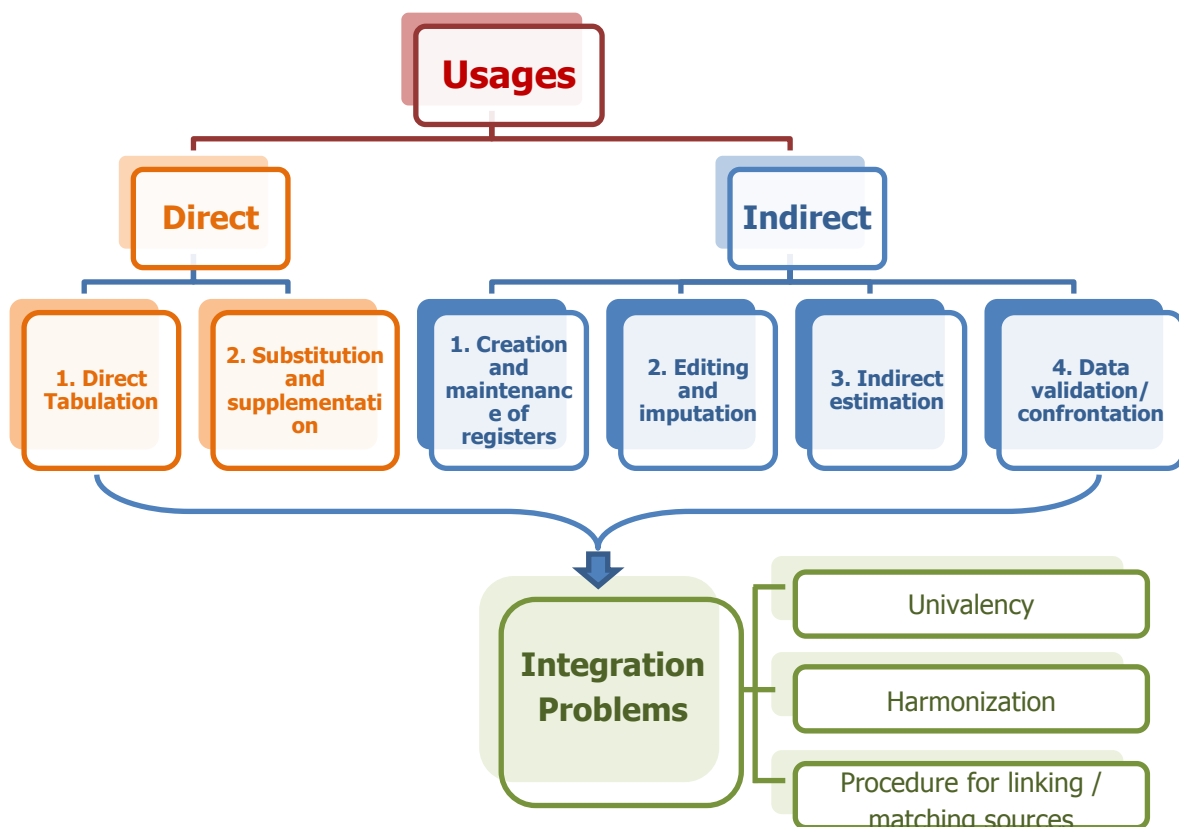 Usages
Direct
Indirect
1. Direct
Tabulation
2. Substitution
and
supplementati
on
1. Creation
and
maintenanc
e of
registers
2. Editing
and
imputation
3. Indirect
estimation
4. Data
validation/
confrontation
Integration
Problems
Univalency
Harmonization
Procedure for linking /
matching sources